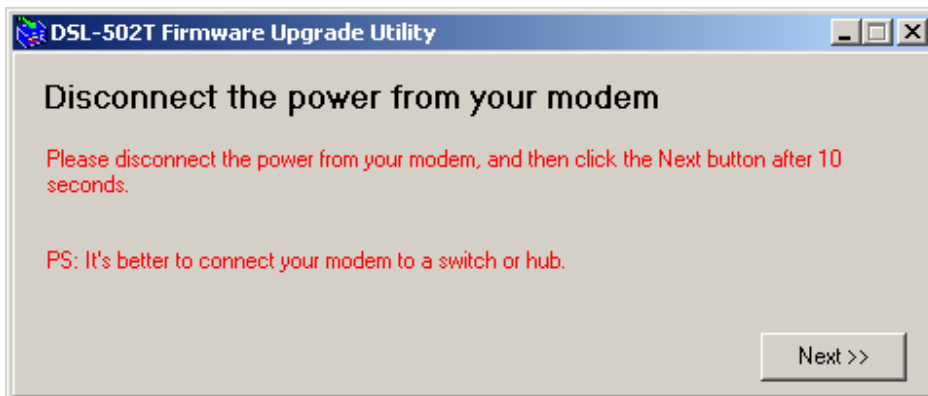 DSL-502T Firmware Upgrade Utility
Disconnect the power from your modem
Please disconnect the power from your modem, and then click the Next button after 10
seconds.
PS: It's better to connect your modem to a switch or hub.
Next >>